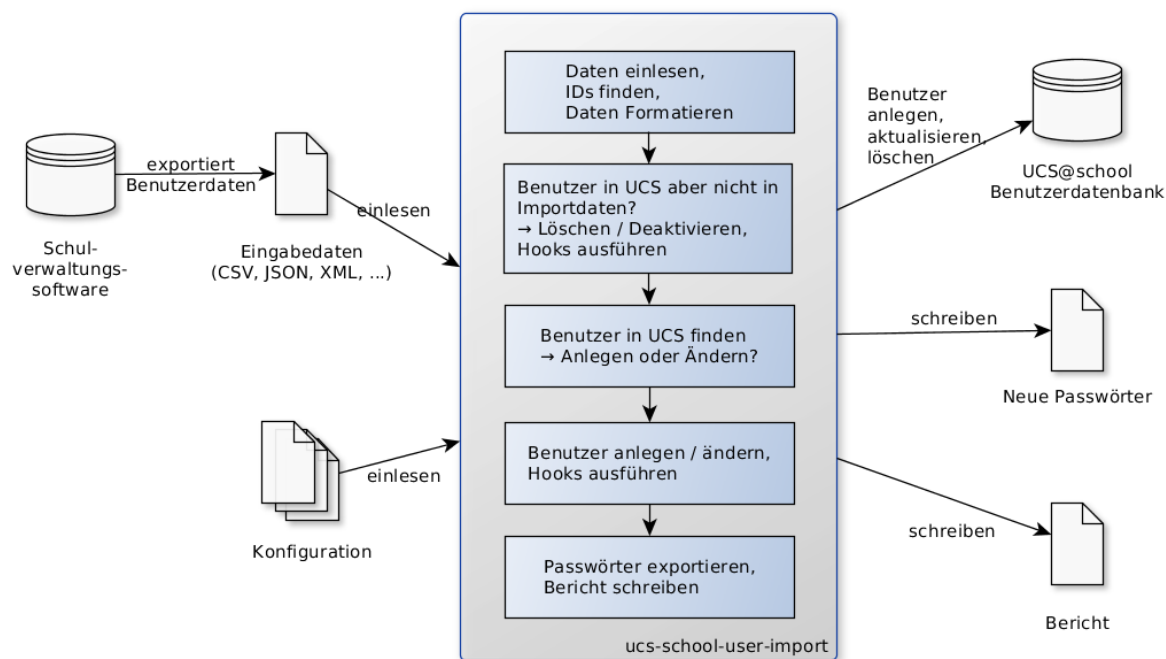 exportiert
Benutzerdaten
Schul-
verwaltungs-
software
Eingabedaten
(CSV, JSON, XML, ...)
einlesen
Konfiguration
einlesen
Daten einlesen,
IDs finden,
Daten Formatieren
Benutzer in UCS aber nicht in
Importdaten?
→ Löschen / Deaktivieren,
Hooks ausführen
Benutzer in UCS finden
→ Anlegen oder Ändern?
Benutzer anlegen / ändern,
Hooks ausführen
Passwörter exportieren,
Bericht schreiben
ucs-school-user-import
Benutzer
anlegen,
aktualisieren,
löschen
UCS@school
Benutzerdatenbank
schreiben
Neue Passwörter
schreiben
Bericht